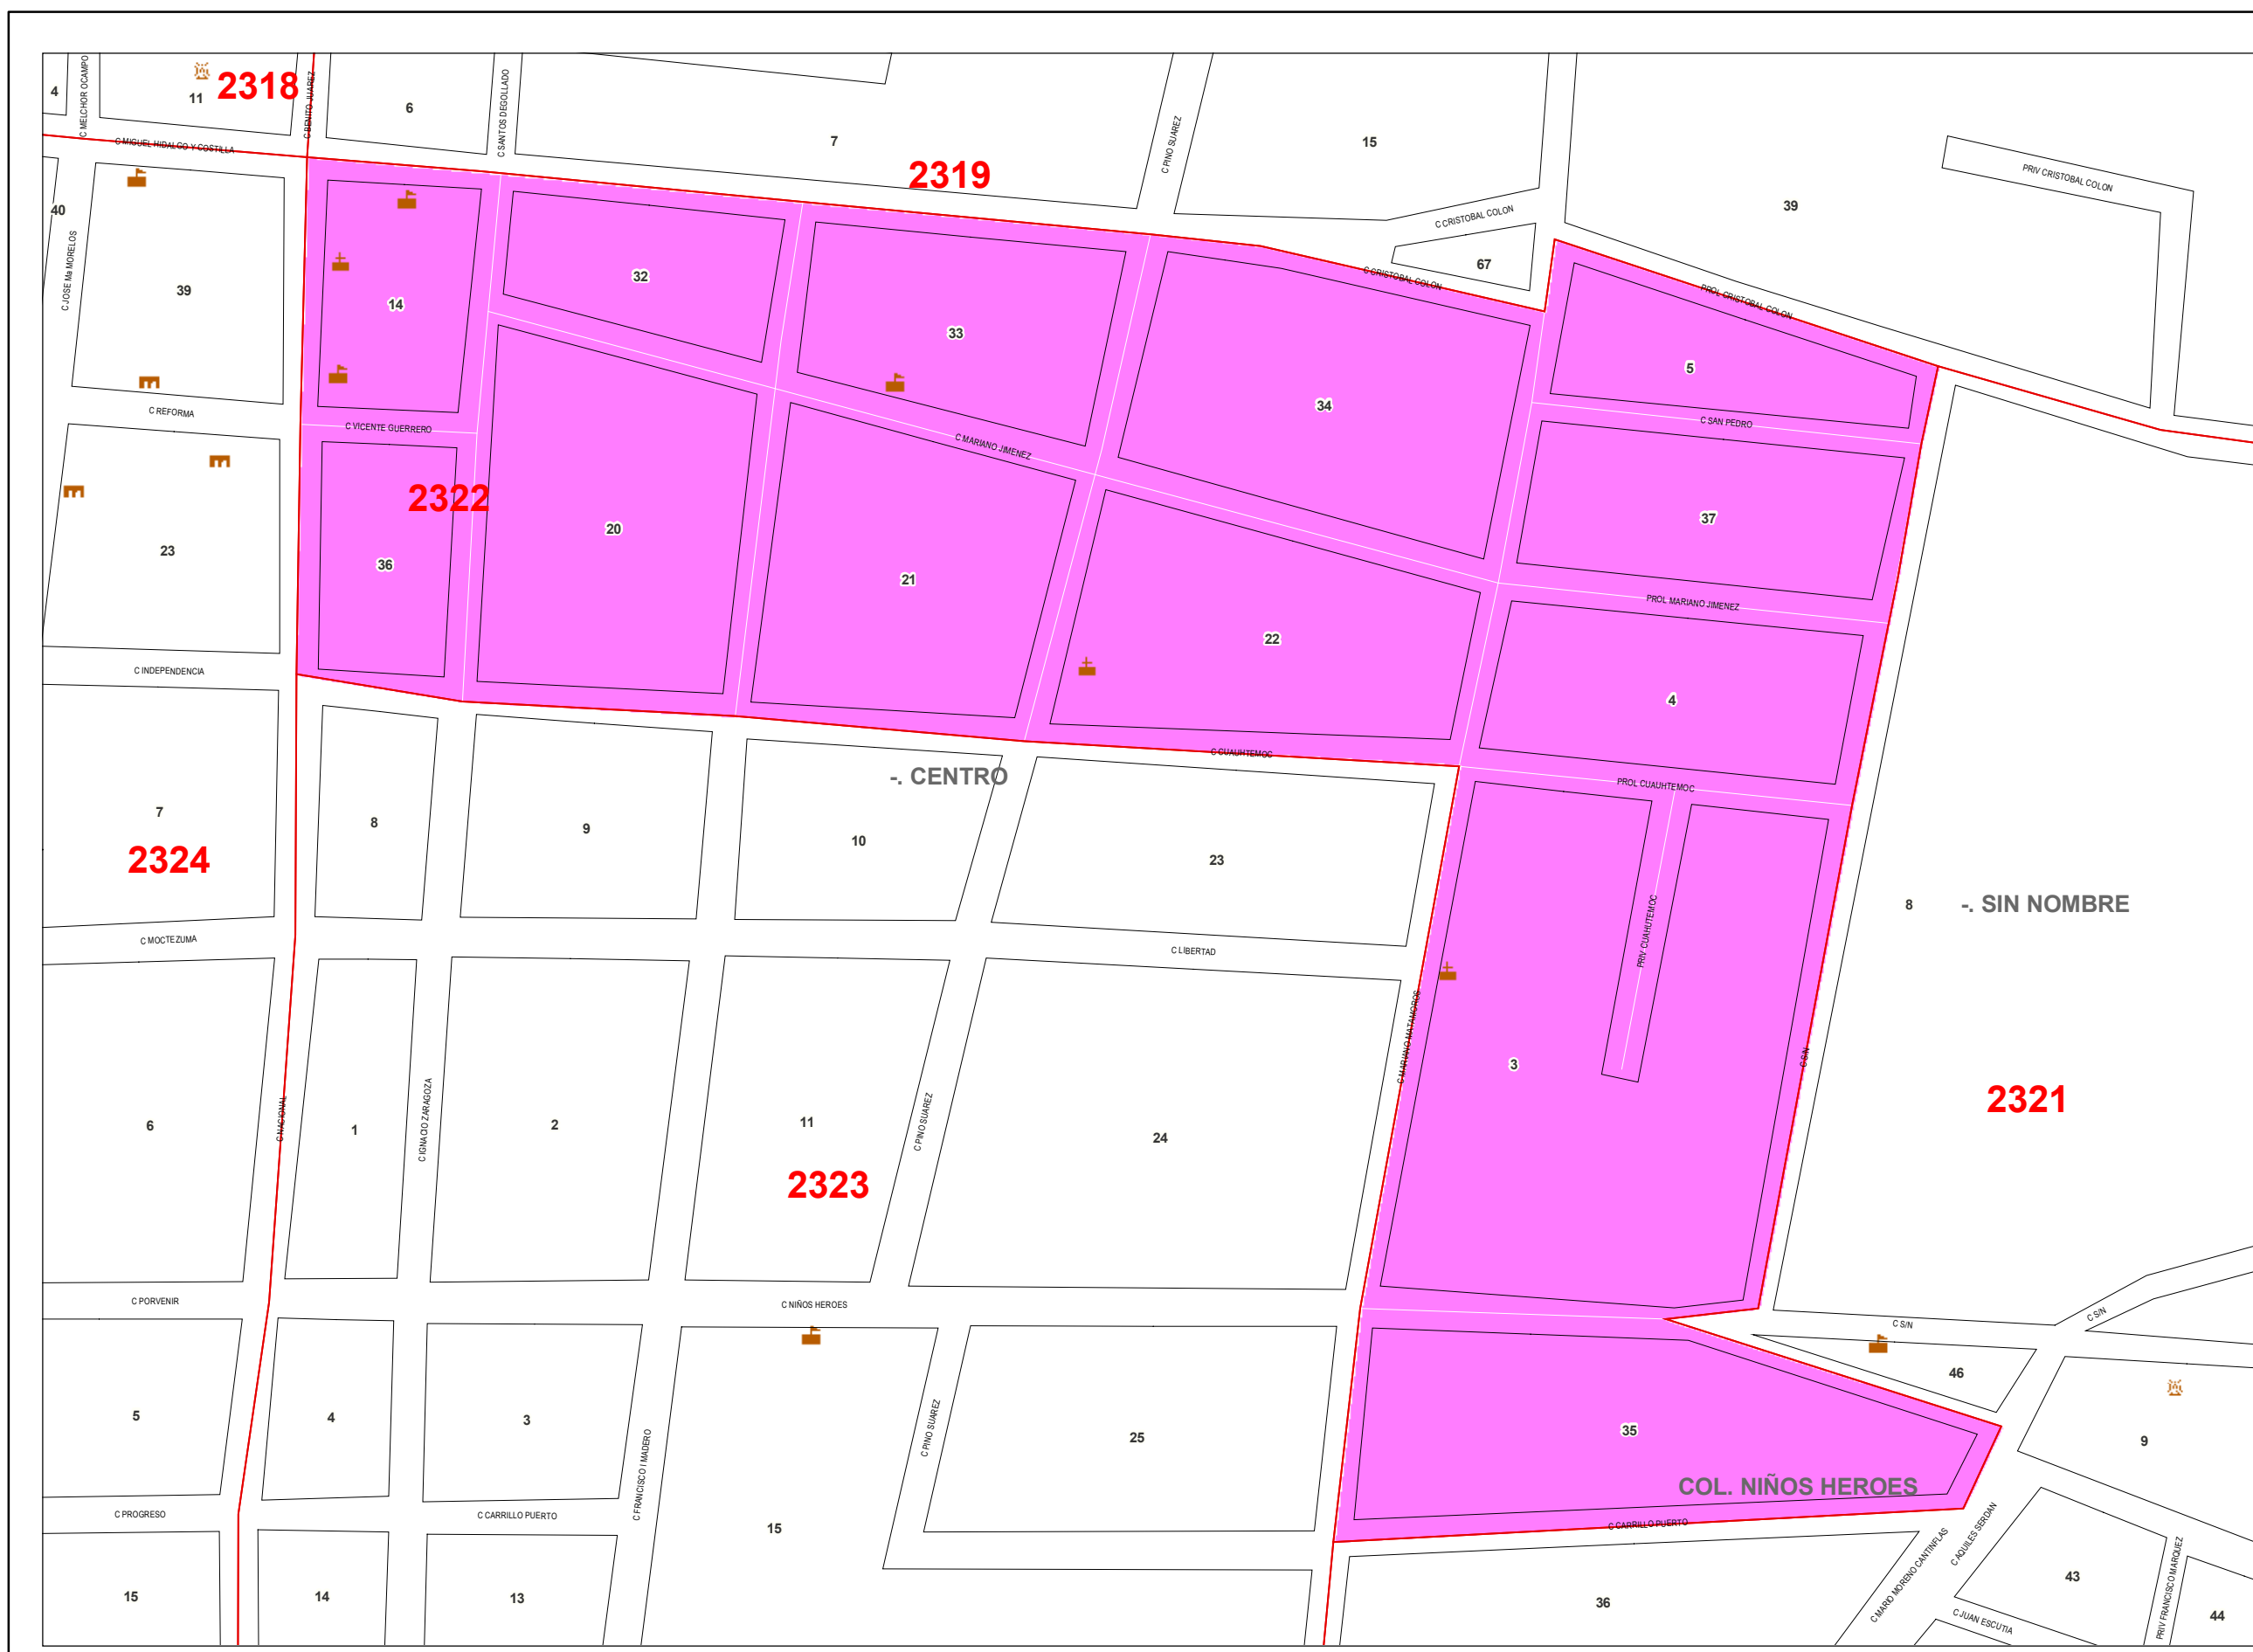 C MELCHOR OCAMPO
4
11
2318
C BENITO JUAREZ
6
C SANTOS DEGOLLADO
7
2319
C PINO SUAREZ
15
PRIV CRISTOBAL COLON
39
C MIGUEL HIDALGO Y COSTILLA
C CRISTOBAL COLON
67
C CRISTOBAL COLON
PROL CRISTOBAL COLON
40
C JOSE Ma MORELOS
39
14
32
33
34
5
C REFORMA
C VICENTE GUERRERO
C MARIANO JIMENEZ
C SAN PEDRO
2322
37
23
36
20
21
22
PROL MARIANO JIMENEZ
C INDEPENDENCIA
4
C CUAUHTEMOC
-. CENTRO
PROL CUAUHTEMOC
7
8
9
10
23
2324
8
-. SIN NOMBRE
C MOCTEZUMA
C LIBERTAD
PRIV CUAHUTEMOC
C MARIANO MATAMOROS
3
C S/N
2321
6
C NACIONAL
1
C IGNACIO ZARAGOZA
2
11
C PINO SUAREZ
24
2323
C PORVENIR
C NIÑOS HEROES
C S/N
C S/N
46
5
4
3
C FRANCISCO I MADERO
C PINO SUAREZ
25
35
9
COL. NIÑOS HEROES
C PROGRESO
C CARRILLO PUERTO
15
C CARRILLO PUERTO
C AQUILES SERDAN
C MARIO MORENO CANTINFLAS
PRIV FRANCISCO MARQUEZ
15
14
13
36
43
44
C JUAN ESCUTIA